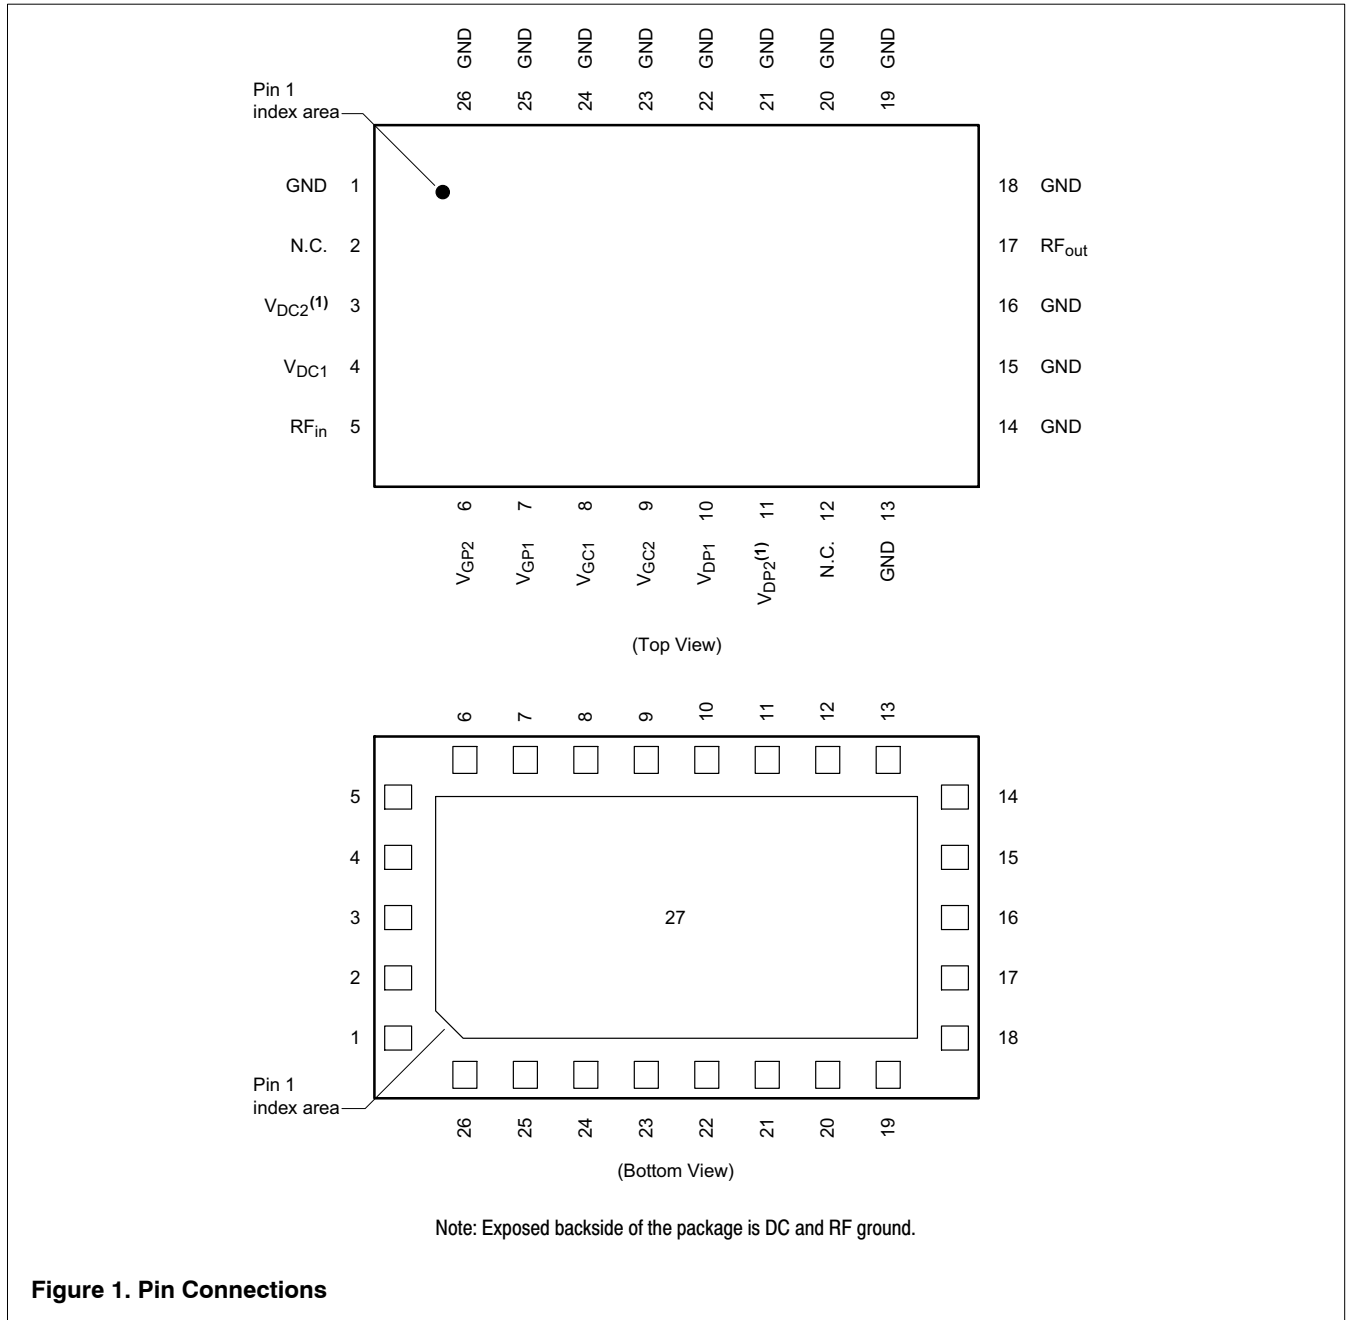 GND GND GND GND GND GND GND GND
26 25 24 23 22 21 20 19
Pin 1
index area
GND 1
N.C. 2
VDC2(1) 3
VDC1 4
RFin 5
18 GND
17 RFout
16 GND
15 GND
14 GND
6 7 8 9 10 11 12 13
VGP2 VGP1 VGC1 VGC2 VDP1 VDP2(1) N.C. GND
(Top View)
6 7 8 9 10 11 12 13
5 14
4 15
3 27 16
2 17
1 18
Pin 1
index area
26 25 24 23 22 21 20 19
(Bottom View)
Note: Exposed backside of the package is DC and RF ground.
Figure 1. Pin Connections